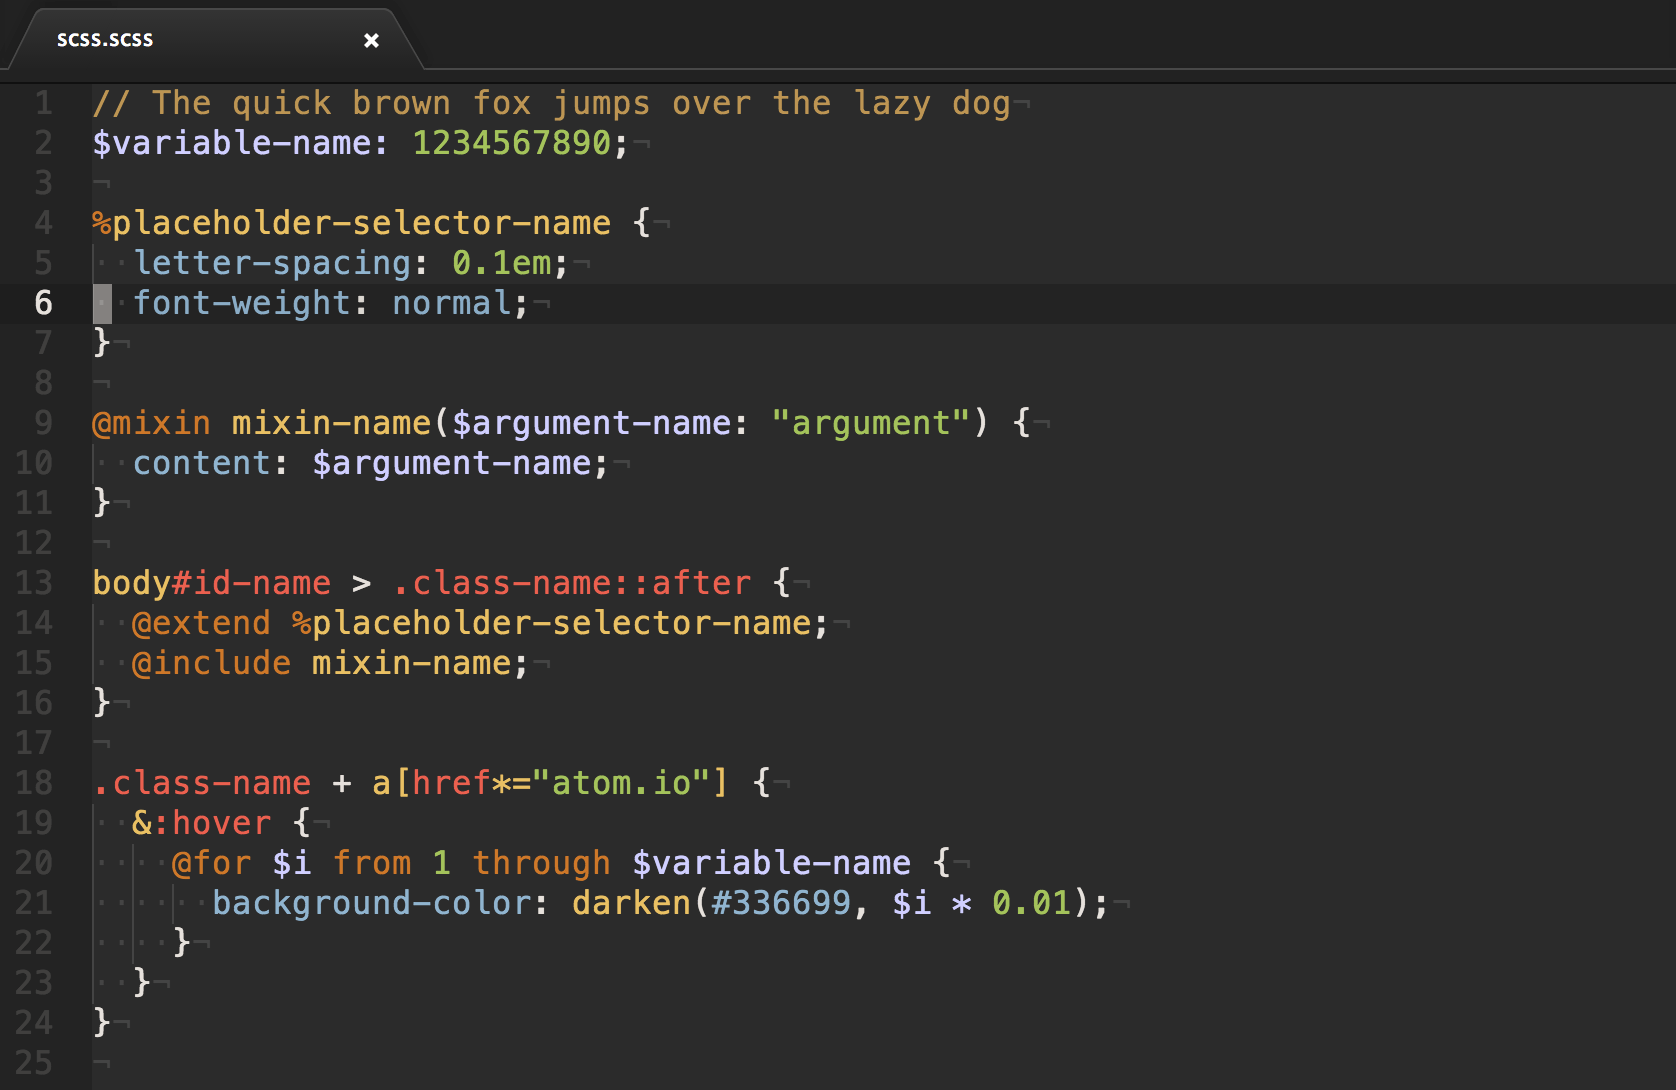 scss.scss ×
1 // The quick brown fox jumps over the lazy dog¬
2 $variable-name: 1234567890;¬
3 ¬
4 %placeholder-selector-name {¬
5 ··letter-spacing: 0.1em;¬
6 ··font-weight: normal;¬
7 }¬
8 ¬
9 @mixin mixin-name($argument-name: "argument") {¬
10 ··content: $argument-name;¬
11 }¬
12 ¬
13 body#id-name > .class-name::after {¬
14 ··@extend %placeholder-selector-name;¬
15 ··@include mixin-name;¬
16 }¬
17 ¬
18 .class-name + a[href*="atom.io"] {¬
19 ··&:hover {¬
20 ····@for $i from 1 through $variable-name {¬
21 ······background-color: darken(#336699, $i * 0.01);¬
22 ····}¬
23 ··}¬
24 }¬
25 ¬